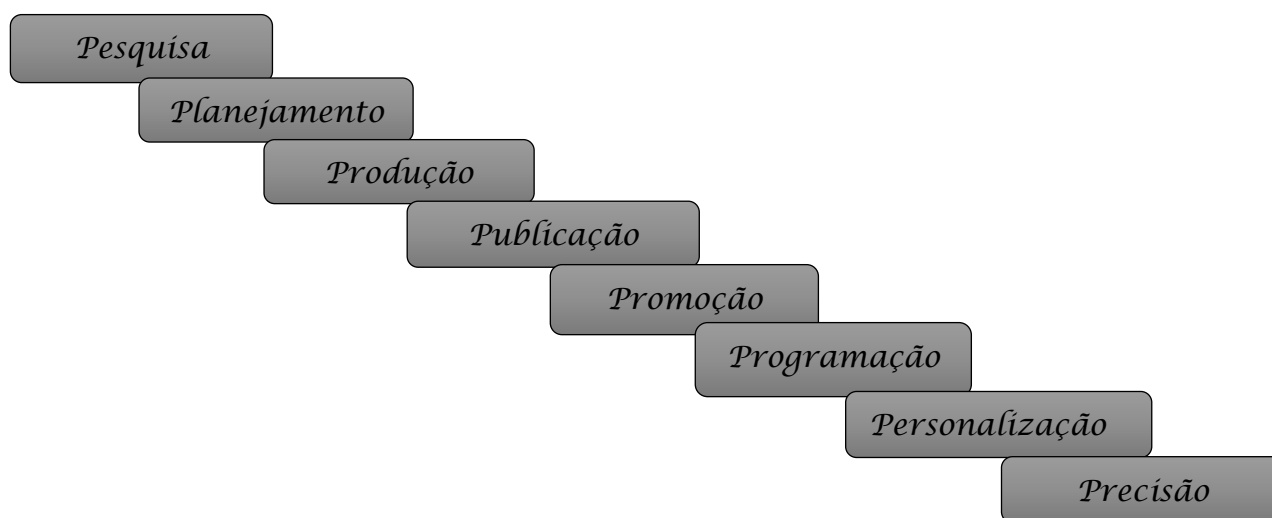 Pesquisa
Planejamento
Produção
Publicação
Promoção
Programação
Personalização
Precisão